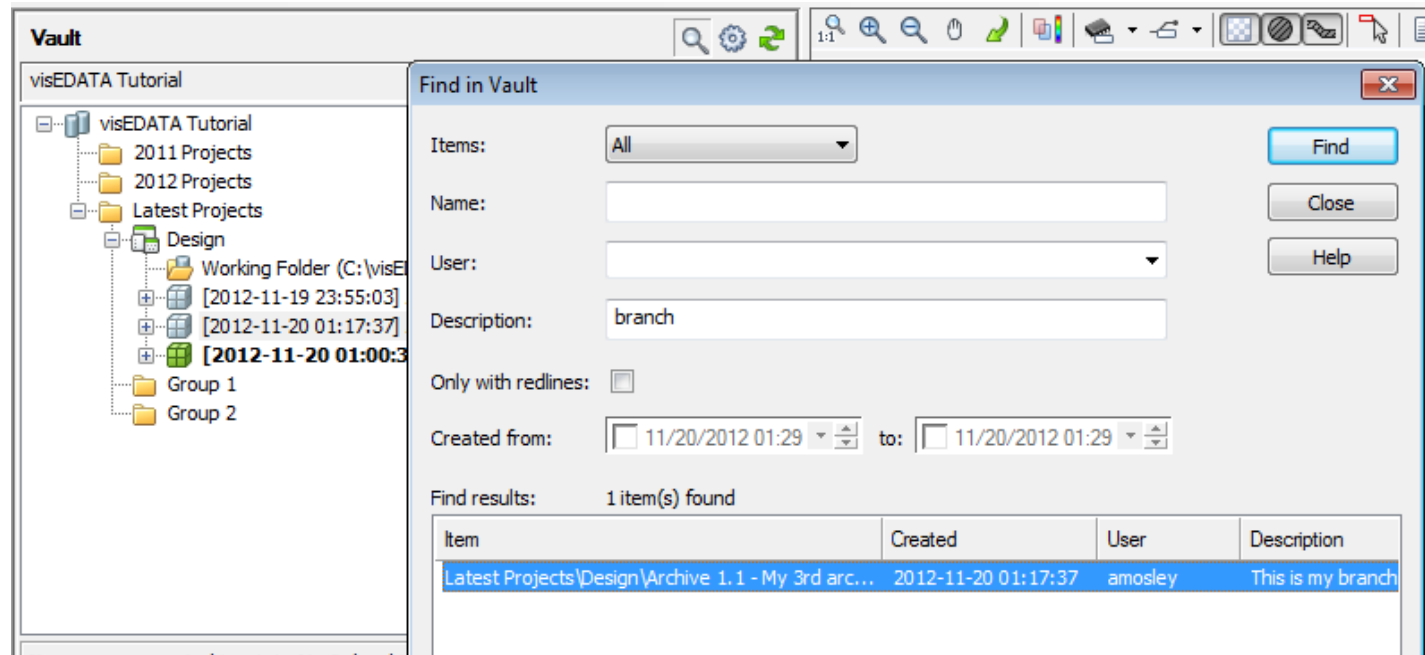 Vault
1:1
visEDATA Tutorial
Find in Vault
visEDATA Tutorial
2011 Projects
2012 Projects
Latest Projects
Design
Working Folder (C:\visE
[2012-11-19 23:55:03]
[2012-11-20 01:17:37]
[2012-11-20 01:00:3
Group 1
Group 2
Items: All Find
Name: Close
User: Help
Description: branch
Only with redlines:
Created from: 11/20/2012 01:29 to: 11/20/2012 01:29
Find results: 1 item(s) found
Item Created User Description
Latest Projects\Design\Archive 1.1 - My 3rd arc... 2012-11-20 01:17:37 amosley This is my branch